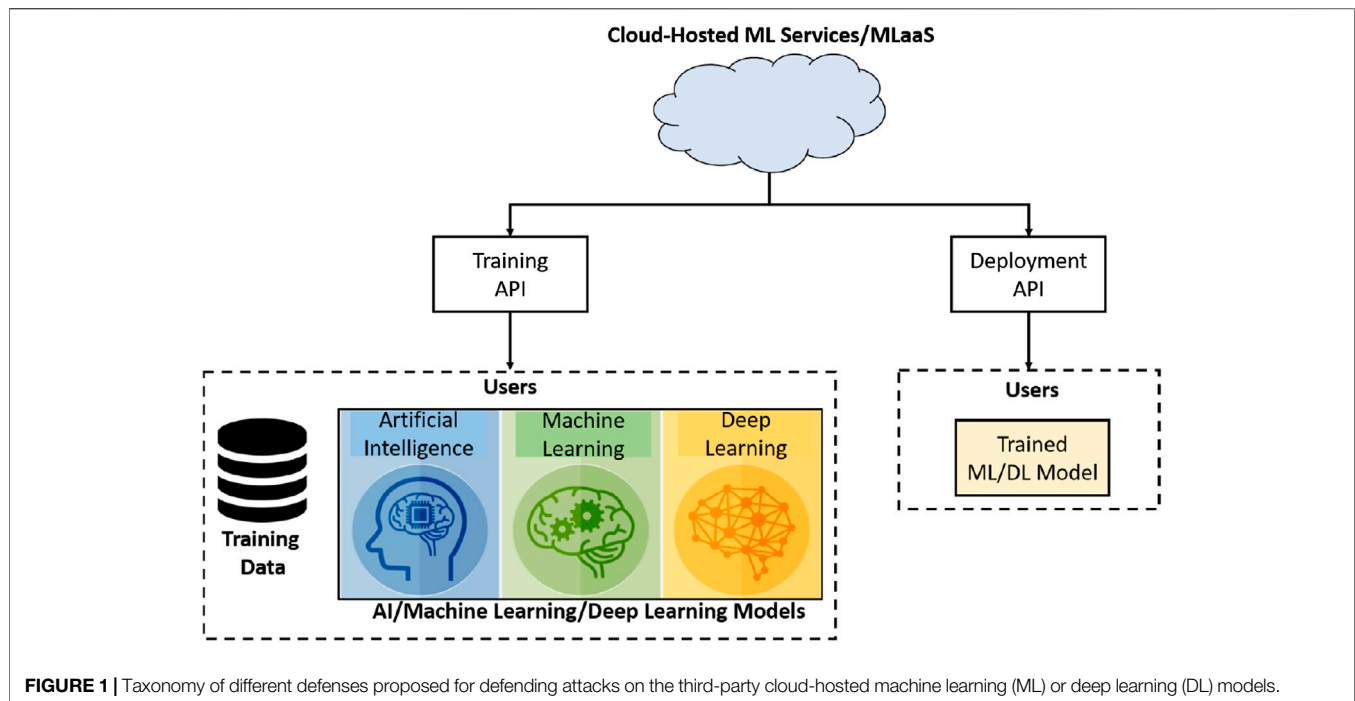 Cloud-Hosted ML Services/MLaaS
Training
API
Deployment
API
Users
Training
Data
Artificial
Intelligence
Machine
Learning
Deep
Learning
AI/Machine Learning/Deep Learning Models
Users
Trained
ML/DL Model
FIGURE 1 | Taxonomy of different defenses proposed for defending attacks on the third-party cloud-hosted machine learning (ML) or deep learning (DL) models.